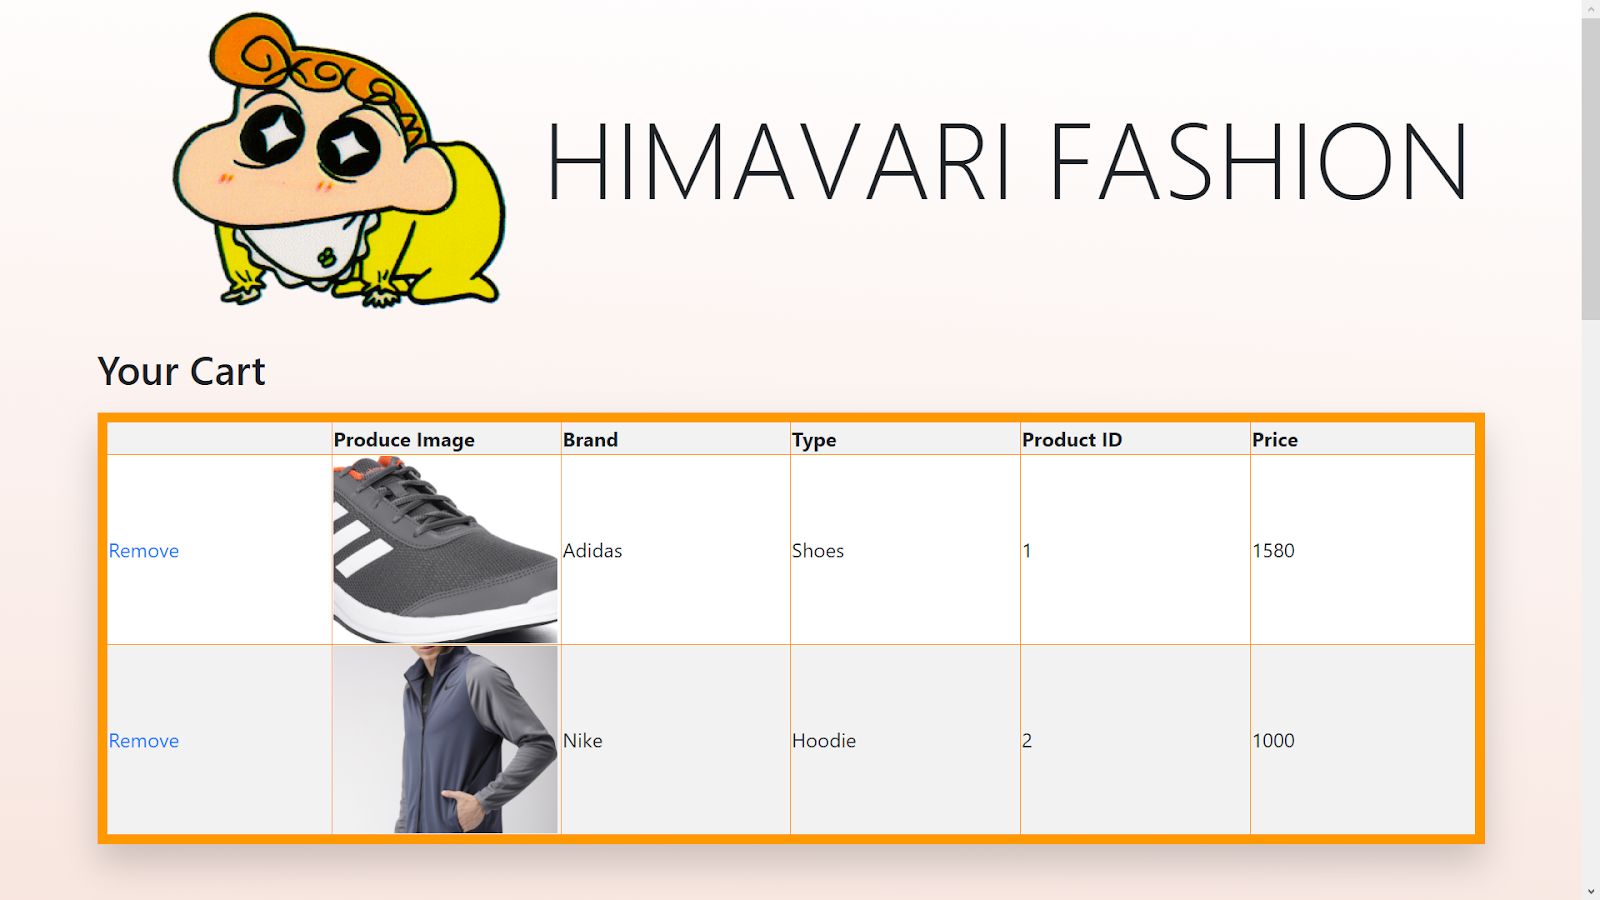 HIMAVARI FASHION
Your Cart
Produce Image Brand Type Product ID Price
Remove Adidas Shoes 1 1580
Remove Nike Hoodie 2 1000